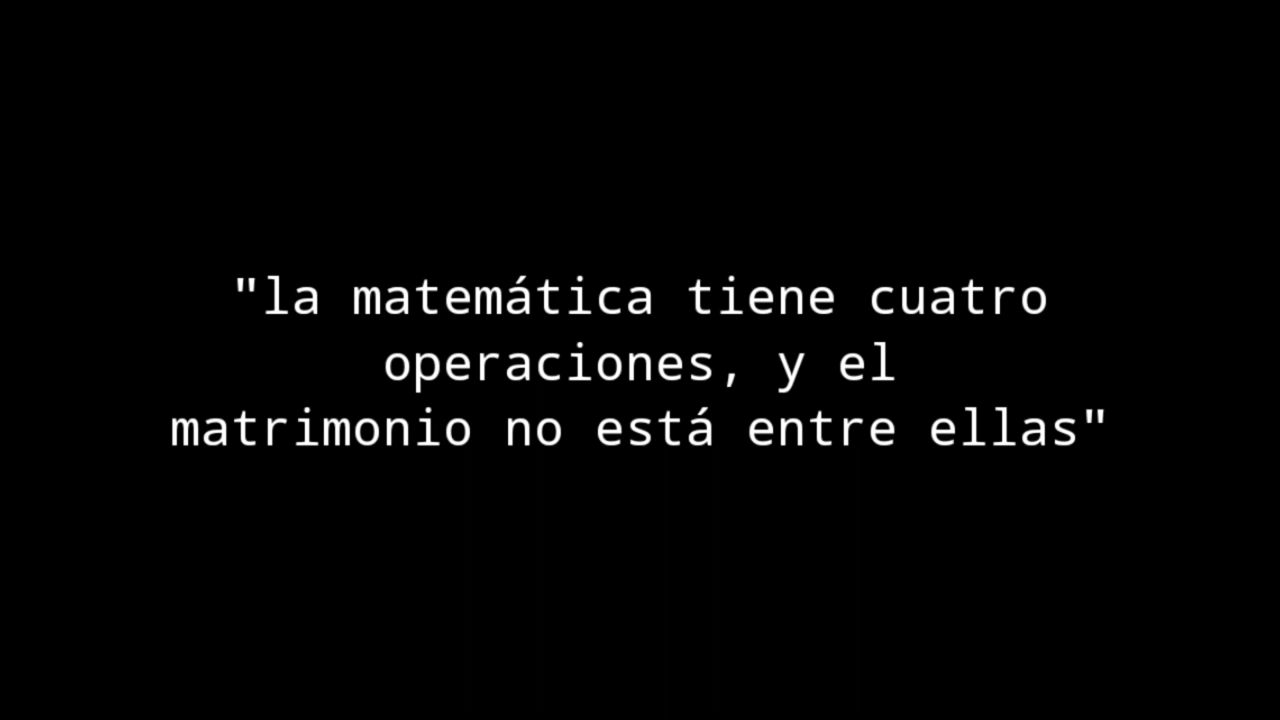 "la matemática tiene cuatro
operaciones, y el
matrimonio no está entre ellas"